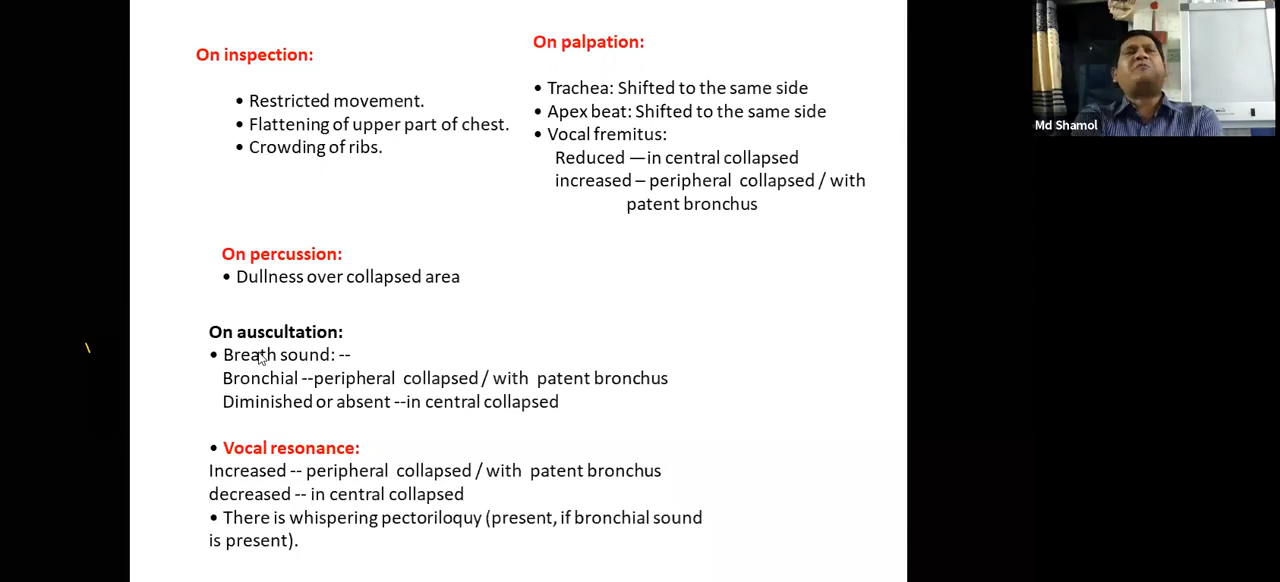 On inspection:
• Restricted movement.
• Flattening of upper part of chest.
• Crowding of ribs.
On palpation:
• Trachea: Shifted to the same side
• Apex beat: Shifted to the same side
• Vocal fremitus:
Reduced —in central collapsed
increased – peripheral collapsed / with
patent bronchus
On percussion:
• Dullness over collapsed area
On auscultation:
• Breath sound: --
Bronchial --peripheral collapsed / with patent bronchus
Diminished or absent --in central collapsed
• Vocal resonance:
Increased -- peripheral collapsed / with patent bronchus
decreased -- in central collapsed
• There is whispering pectoriloquy (present, if bronchial sound
is present).
Md Shamol